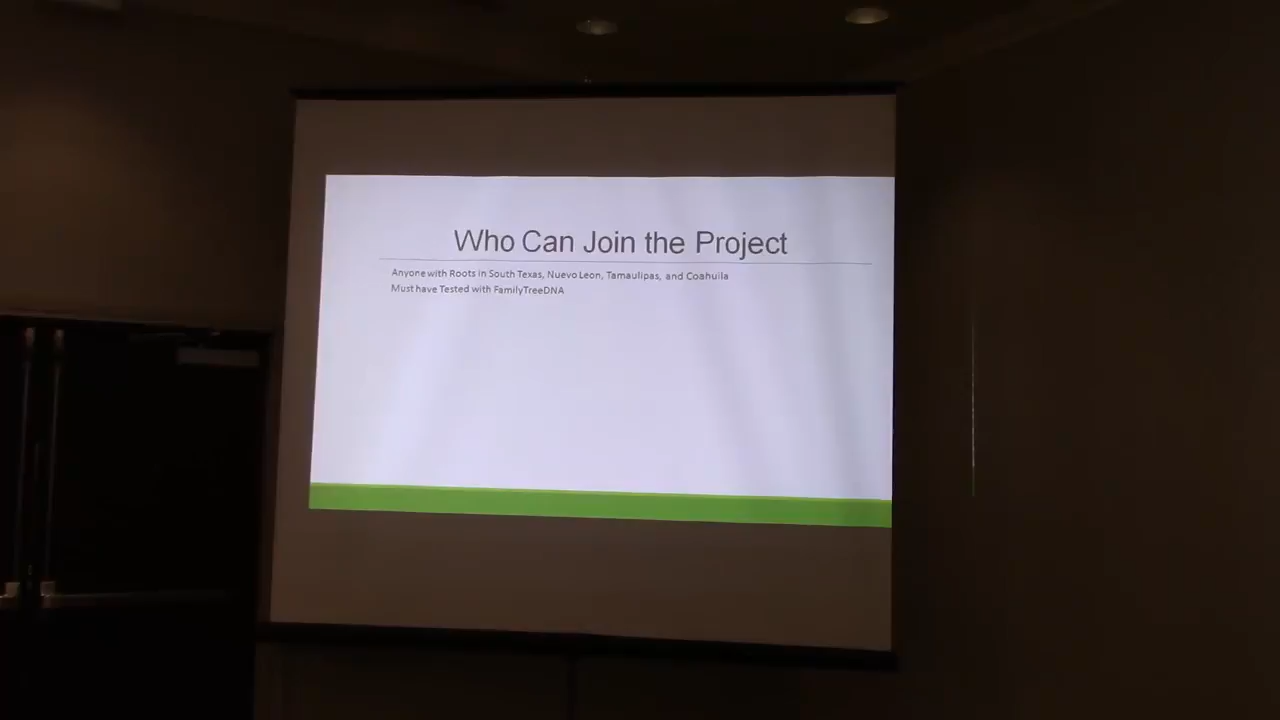 Who Can Join the Project
Anyone with Roots in South Texas, Nuevo Leon, Tamaulipas, and Coahuila
Must have Tested with FamilyTreeDNA